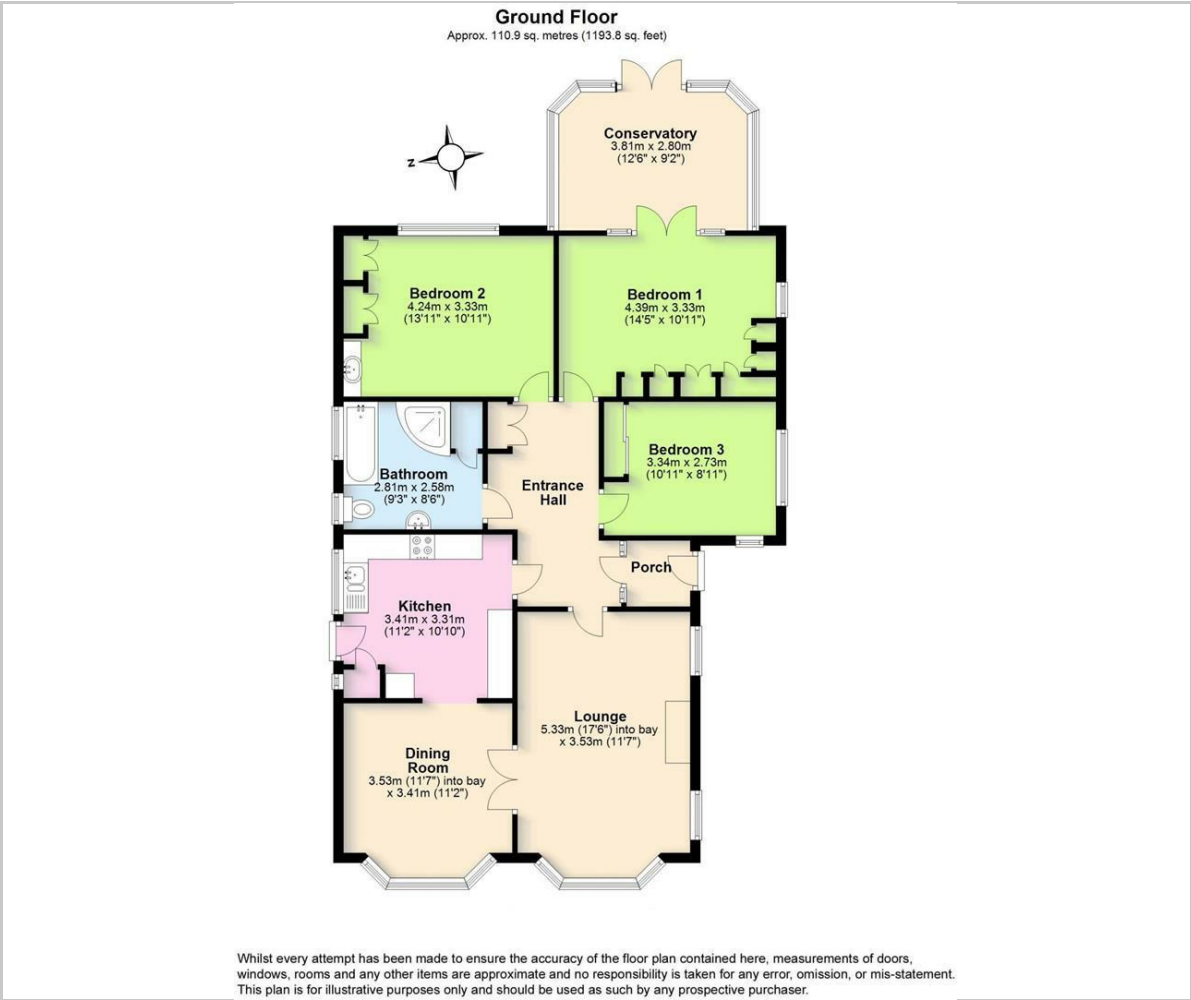 Ground Floor
Approx. 110.9 sq. metres (1193.8 sq. feet)
Conservatory
3.81m x 2.80m
(12'6" x 9'2")
Z
Bedroom 2
4.24m x 3.33m
(13'11" x 10'11")
Bedroom 1
4.39m x 3.33m
(14'5" x 10'11")
Bathroom
2.81m x 2.58m
(9'3" x 8'6")
Entrance
Hall
Bedroom 3
3.34m x 2.73m
(10'11" x 8'11")
Porch
Kitchen
3.41m x 3.31m
(11'2" x 10'10")
Dining
Room
3.53m (11'7") into bay
x 3.41m (11'2")
Lounge
5.33m (17'6") into bay
x 3.53m (11'7")
Whilst every attempt has been made to ensure the accuracy of the floor plan contained here, measurements of doors,
windows, rooms and any other items are approximate and no responsibility is taken for any error, omission, or mis-statement.
This plan is for illustrative purposes only and should be used as such by any prospective purchaser.